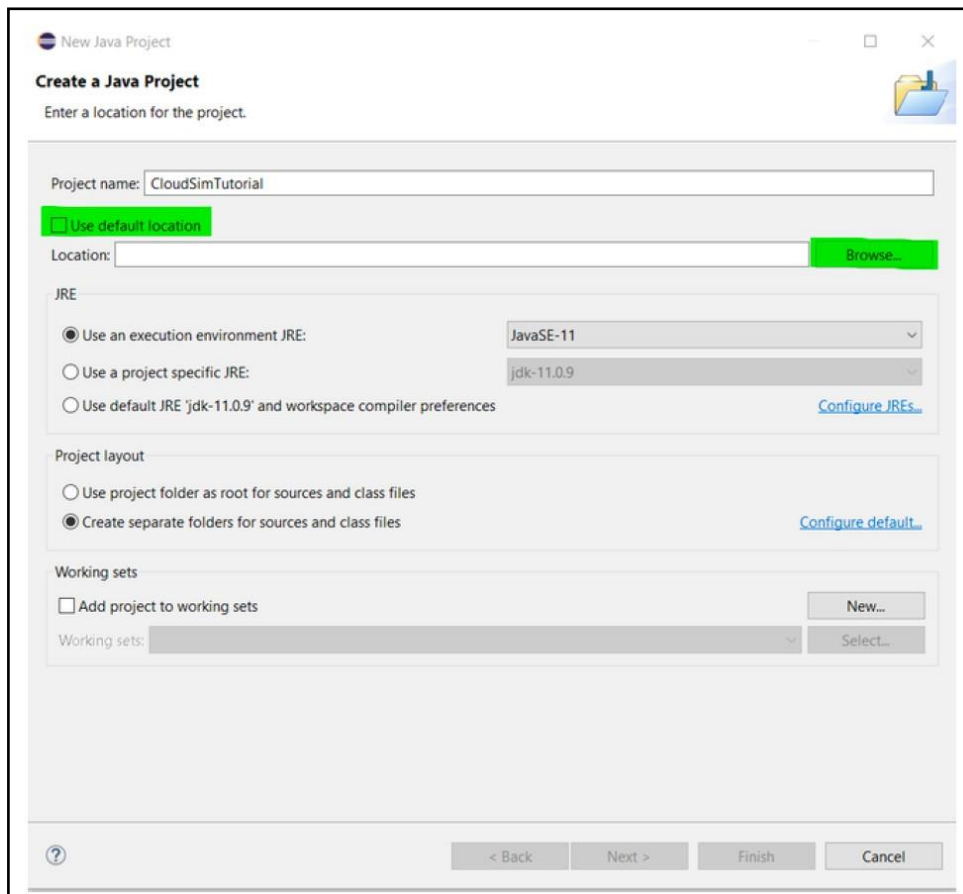 New Java Project
Create a Java Project
Enter a location for the project.
Project name: CloudSimTutorial
Use default location
Location: Browse...
JRE
Use an execution environment JRE: JavaSE-11
Use a project specific JRE: jdk-11.0.9
Use default JRE 'jdk-11.0.9' and workspace compiler preferences Configure JREs...
Project layout
Use project folder as root for sources and class files
Create separate folders for sources and class files Configure default...
Working sets
Add project to working sets New...
Working sets: Select...
? < Back Next > Finish Cancel